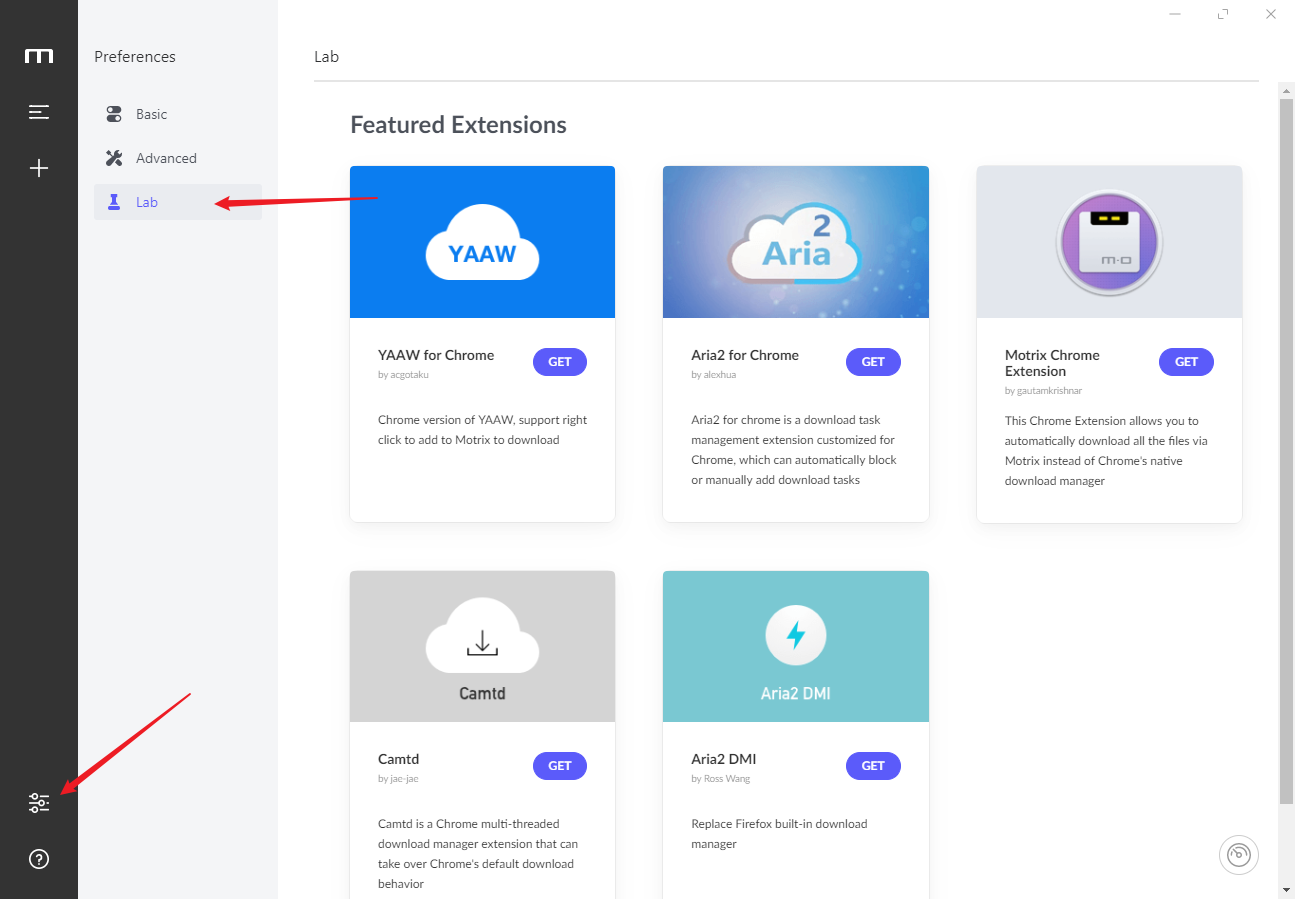 Preferences
Basic
Advanced
Lab
Lab
Featured Extensions
YAAW
YAAW for Chrome
GET
by acgotaku
Chrome version of YAAW, support right
click to add to Motrix to download
2
Aria
Aria2 for Chrome
GET
by alexhua
Aria2 for chrome is a download task
management extension customized for
Chrome, which can automatically block
or manually add download tasks
m-o
Motrix Chrome
Extension
GET
by gautamkrishnar
This Chrome Extension allows you to
automatically download all the files via
Motrix instead of Chrome's native
download manager
Camtd
Camtd
GET
by jae-jae
Camtd is a Chrome multi-threaded
download manager extension that can
take over Chrome's default download
behavior
Aria2 DMI
Aria2 DMI
GET
by Ross Wang
Replace Firefox built-in download
manager